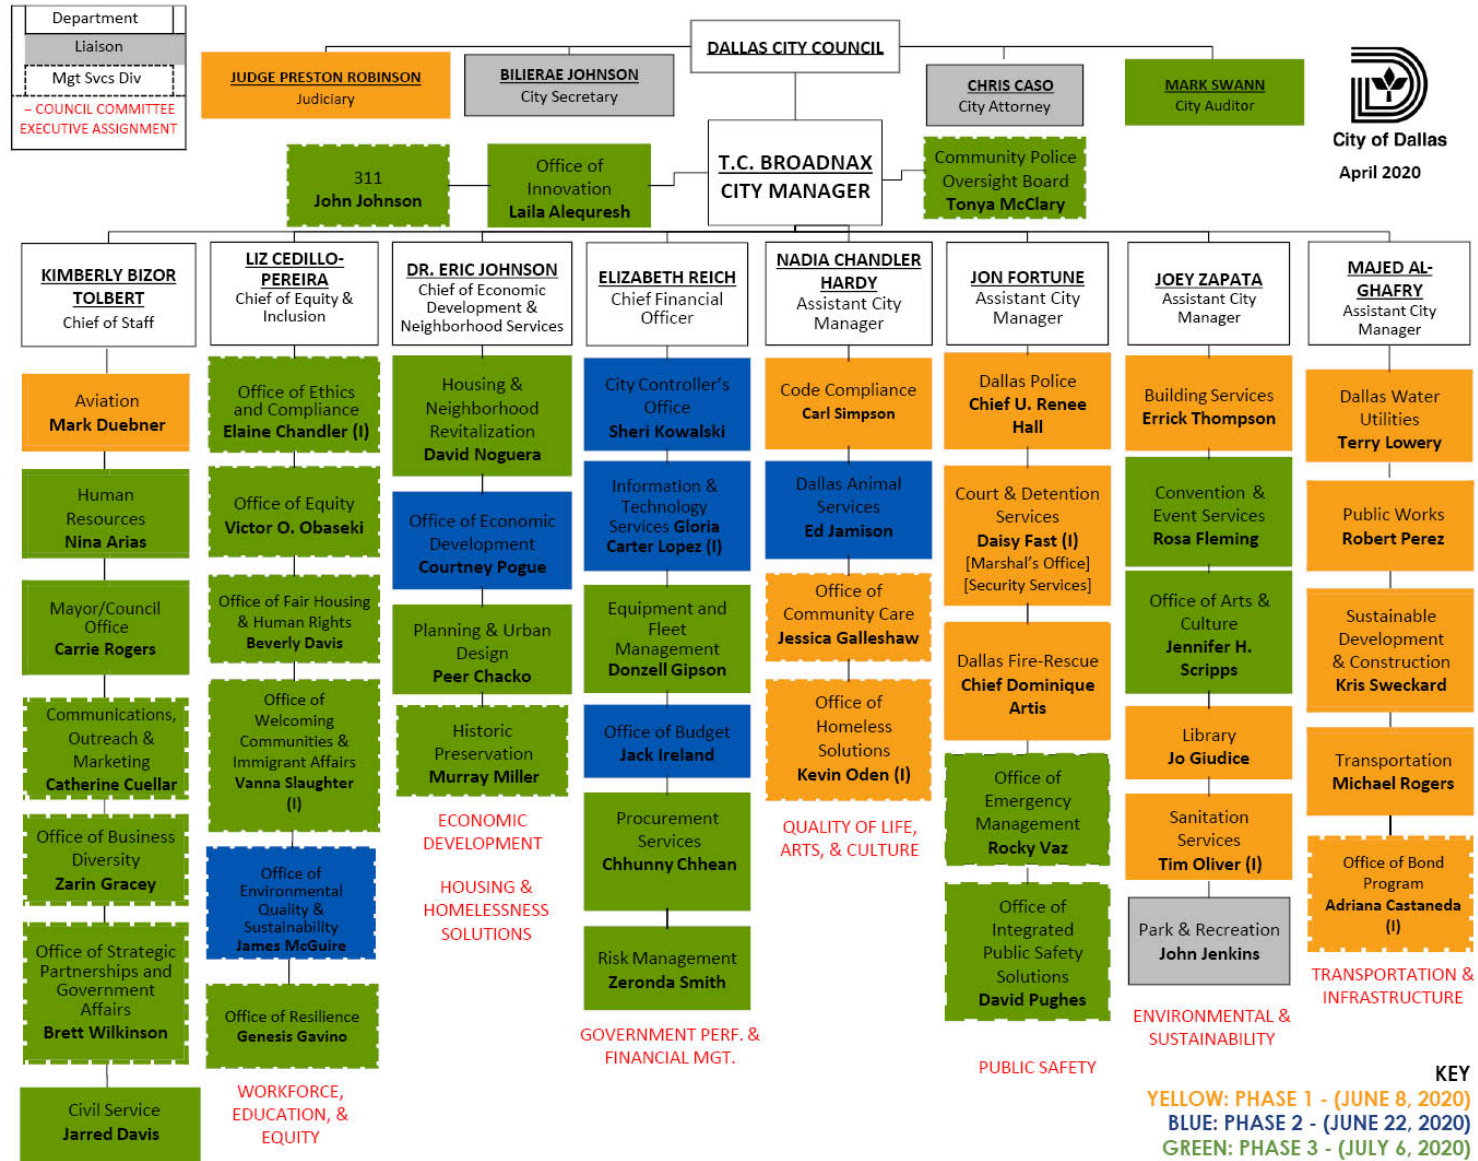 Department
Liaison
Mgt Svcs Div
– COUNCIL COMMITTEE
EXECUTIVE ASSIGNMENT
DALLAS CITY COUNCIL
JUDGE PRESTON ROBINSON
Judiciary
BILIERAE JOHNSON
City Secretary
CHRIS CASO
City Attorney
MARK SWANN
City Auditor
City of Dallas
April 2020
311
John Johnson
Office of
Innovation
Laila Alequresh
T.C. BROADNAX
CITY MANAGER
Community Police
Oversight Board
Tonya McClary
KIMBERLY BIZOR
TOLBERT
Chief of Staff
Aviation
Mark Duebner
Human
Resources
Nina Arias
Mayor/Council
Office
Carrie Rogers
Communications,
Outreach &
Marketing
Catherine Cuellar
Office of Business
Diversity
Zarin Gracey
Office of Strategic
Partnerships and
Government
Affairs
Brett Wilkinson
Civil Service
Jarred Davis
LIZ CEDILLO-
PEREIRA
Chief of Equity &
Inclusion
Office of Ethics
and Compliance
Elaine Chandler (I)
Office of Equity
Victor O. Obaseki
Office of Fair Housing
& Human Rights
Beverly Davis
Office of
Welcoming
Communities &
Immigrant Affairs
Vanna Slaughter
(I)
Office of
Environmental
Quality &
Sustainability
James McGuire
Office of Resilience
Genesis Gavino
WORKFORCE,
EDUCATION, &
EQUITY
DR. ERIC JOHNSON
Chief of Economic
Development &
Neighborhood Services
Housing &
Neighborhood
Revitalization
David Noguera
Office of Economic
Development
Courtney Pogue
Planning & Urban
Design
Peer Chacko
Historic
Preservation
Murray Miller
ECONOMIC
DEVELOPMENT
HOUSING &
HOMELESSNESS
SOLUTIONS
ELIZABETH REICH
Chief Financial
Officer
City Controller's
Office
Sheri Kowalski
Information &
Technology
Services Gloria
Carter Lopez (I)
Equipment and
Fleet
Management
Donzell Gipson
Office of Budget
Jack Ireland
Procurement
Services
Chhunny Chhean
Risk Management
Zeronda Smith
GOVERNMENT PERF. &
FINANCIAL MGT.
NADIA CHANDLER
HARDY
Assistant City
Manager
Code Compliance
Carl Simpson
Dallas Animal
Services
Ed Jamison
Office of
Community Care
Jessica Galleshaw
Office of
Homeless
Solutions
Kevin Oden (I)
QUALITY OF LIFE,
ARTS, & CULTURE
JON FORTUNE
Assistant City
Manager
Dallas Police
Chief U. Renee
Hall
Court & Detention
Services
Daisy Fast (I)
[Marshal's Office]
[Security Services]
Dallas Fire-Rescue
Chief Dominique
Artis
Office of
Emergency
Management
Rocky Vaz
Office of
Integrated
Public Safety
Solutions
David Pughes
PUBLIC SAFETY
JOEY ZAPATA
Assistant City
Manager
Building Services
Errick Thompson
Convention &
Event Services
Rosa Fleming
Office of Arts &
Culture
Jennifer H.
Scripps
Library
Jo Giudice
Sanitation
Services
Tim Oliver (I)
Park & Recreation
John Jenkins
ENVIRONMENTAL &
SUSTAINABILITY
MAJED AL-
GHAFRY
Assistant City
Manager
Dallas Water
Utilities
Terry Lowery
Public Works
Robert Perez
Sustainable
Development
& Construction
Kris Sweckard
Transportation
Michael Rogers
Office of Bond
Program
Adriana Castaneda
(I)
TRANSPORTATION &
INFRASTRUCTURE
KEY
YELLOW: PHASE 1 - (JUNE 8, 2020)
BLUE: PHASE 2 - (JUNE 22, 2020)
GREEN: PHASE 3 - (JULY 6, 2020)